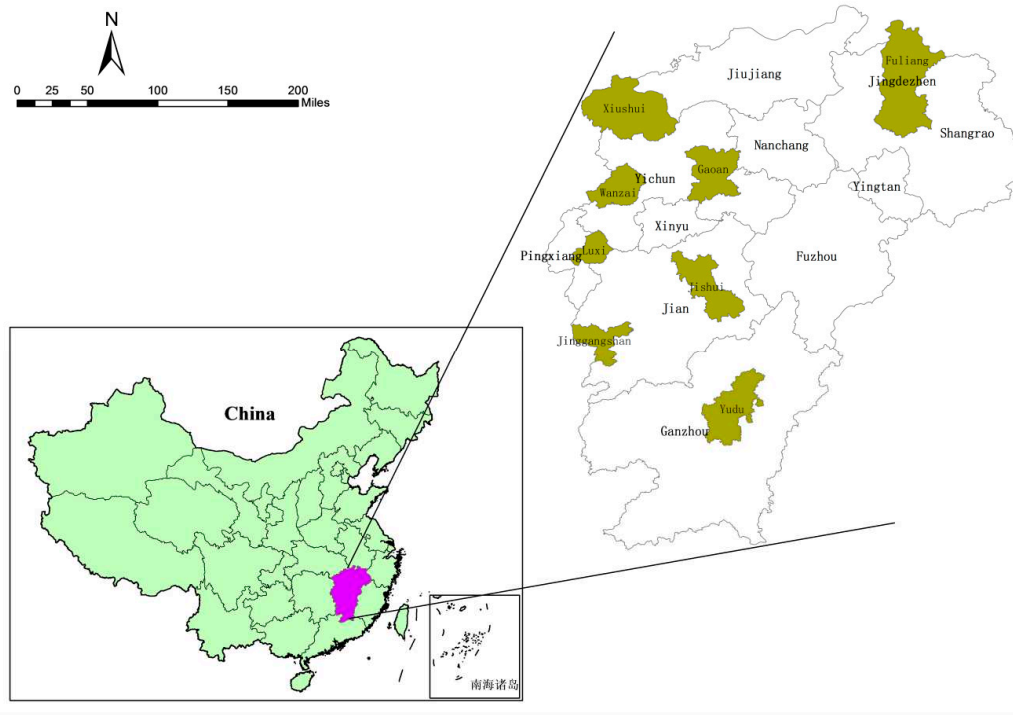 N
0 25 50 100 150 200
Miles
Fuliang
Jiujiang
Jingdezhen
Xiushui
Shangrao
Nanchang
Gaoan
Yichun
Wanzai
Yingtan
Xinyu
Luxi
Pingxiang
Fuzhou
Jishui
Jian
Jinggangshan
Yudu
Ganzhou
China
南海诸岛